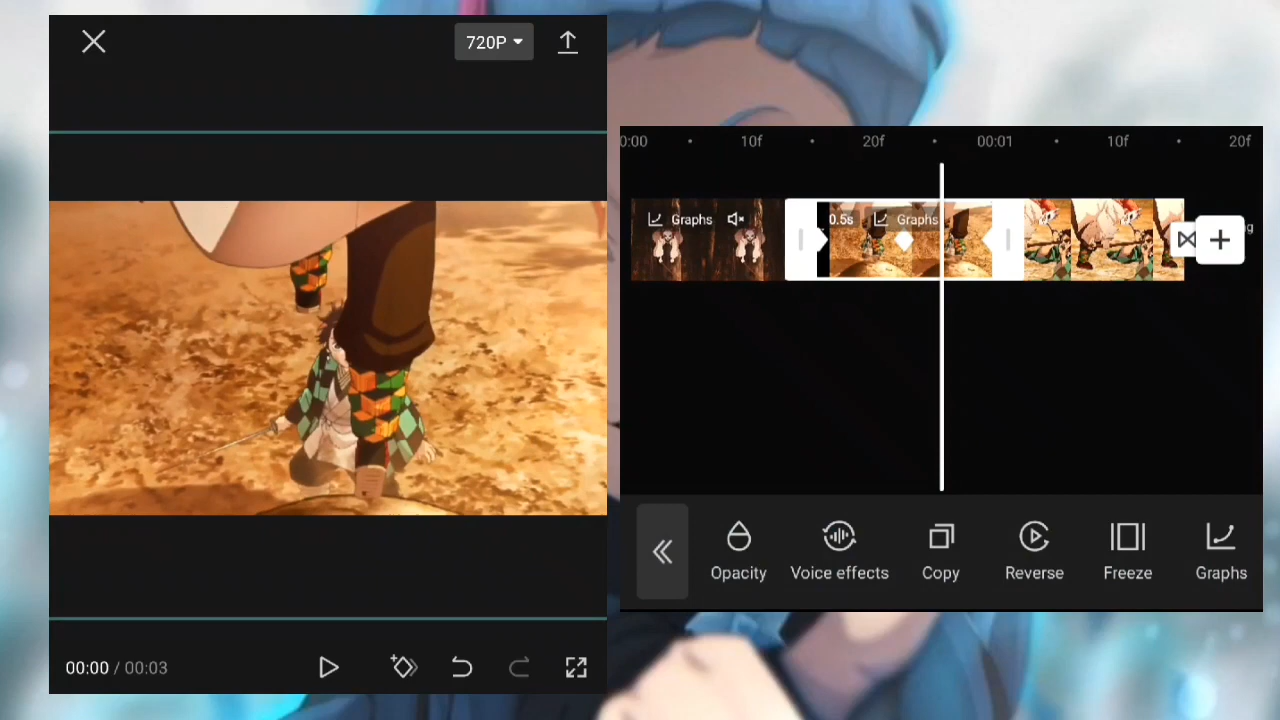 720P
00:00 / 00:03
0:00 10f 20f 00:01 10f 20f
Graphs
0.5s Graphs
Opacity Voice effects Copy Reverse Freeze Graphs